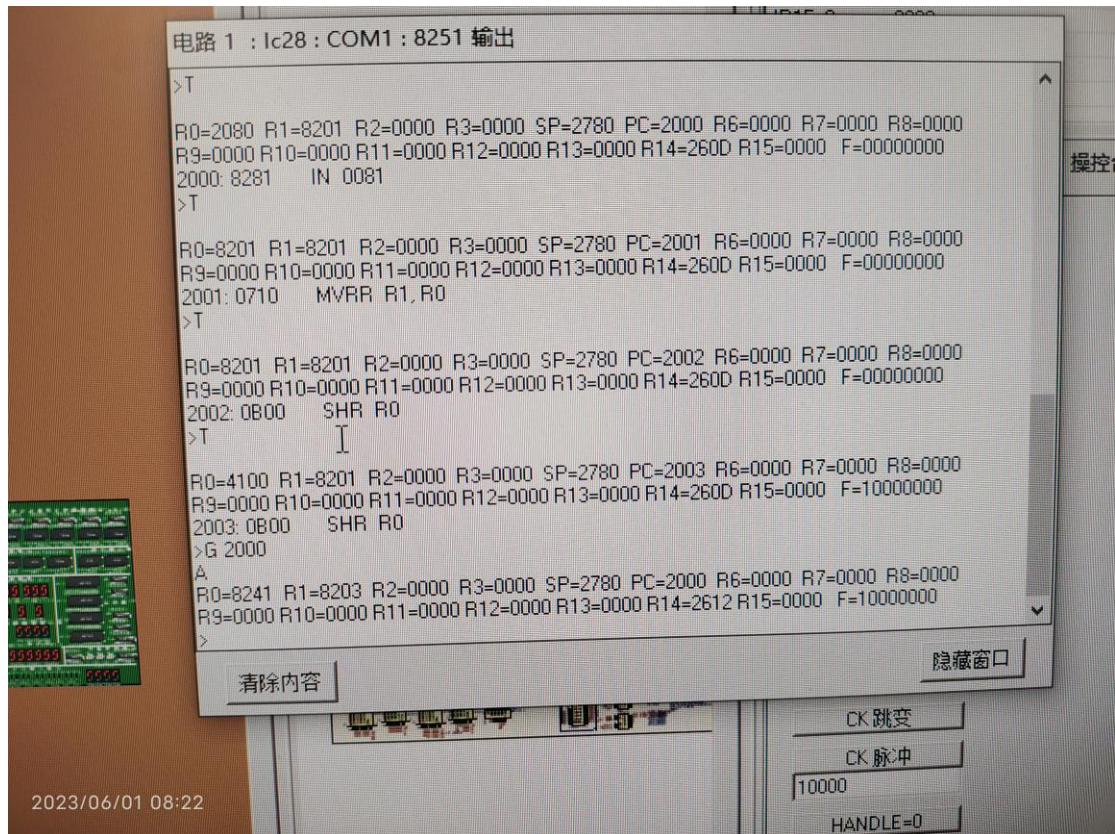 电路 1 : Ic28 : COM1 : 8251 输出
>T
R0=2080 R1=8201 R2=0000 R3=0000 SP=2780 PC=2000 R6=0000 R7=0000 R8=0000
R9=0000 R10=0000 R11=0000 R12=0000 R13=0000 R14=260D R15=0000 F=00000000
2000: 8281 IN 0081
>T
R0=8201 R1=8201 R2=0000 R3=0000 SP=2780 PC=2001 R6=0000 R7=0000 R8=0000
R9=0000 R10=0000 R11=0000 R12=0000 R13=0000 R14=260D R15=0000 F=00000000
2001: 0710 MVRR R1, R0
>T
R0=8201 R1=8201 R2=0000 R3=0000 SP=2780 PC=2002 R6=0000 R7=0000 R8=0000
R9=0000 R10=0000 R11=0000 R12=0000 R13=0000 R14=260D R15=0000 F=00000000
2002: 0B00 SHR R0
>T
R0=4100 R1=8201 R2=0000 R3=0000 SP=2780 PC=2003 R6=0000 R7=0000 R8=0000
R9=0000 R10=0000 R11=0000 R12=0000 R13=0000 R14=260D R15=0000 F=10000000
2003: 0B00 SHR R0
>G 2000
A
R0=8241 R1=8203 R2=0000 R3=0000 SP=2780 PC=2000 R6=0000 R7=0000 R8=0000
R9=0000 R10=0000 R11=0000 R12=0000 R13=0000 R14=2612 R15=0000 F=10000000
>
清除内容
隐藏窗口
操控台
CK 跳变
CK 脉冲
10000
HANDLE=0
2023/06/01 08:22